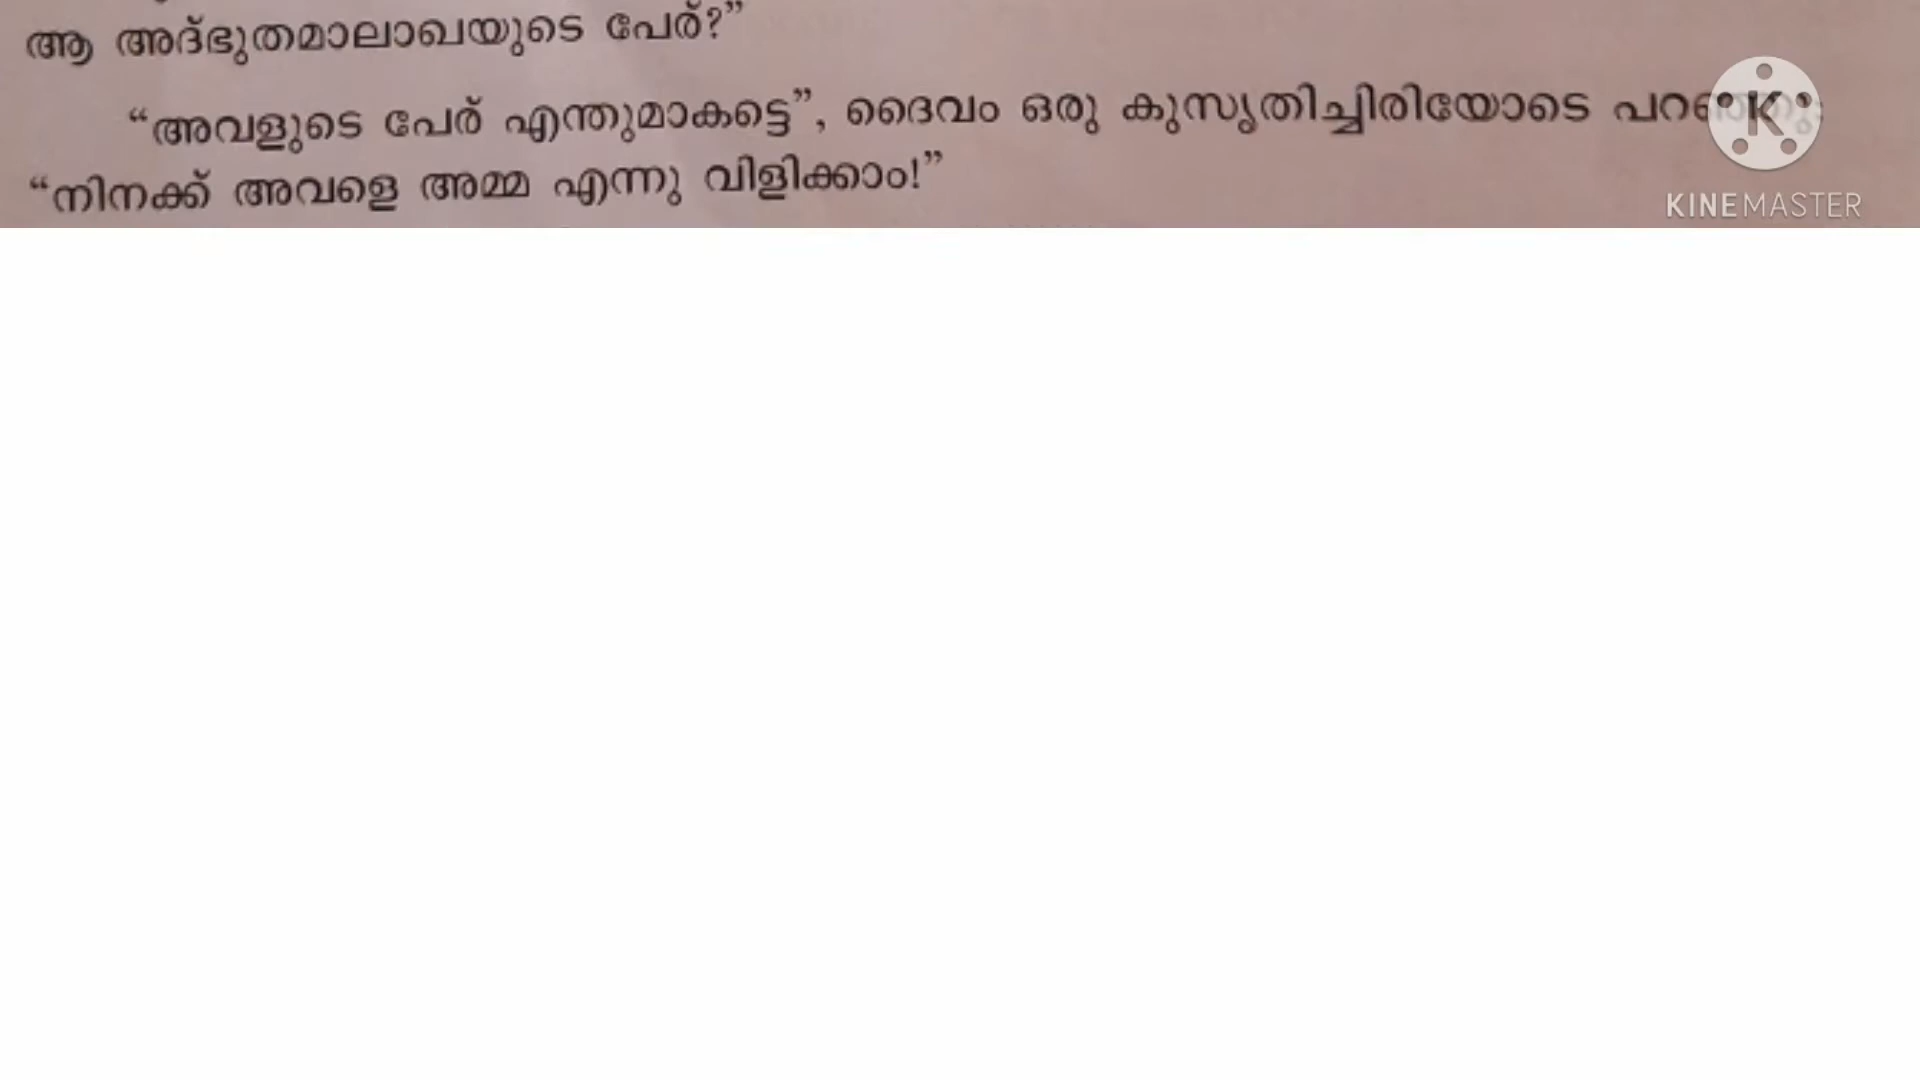 ആ അദ്ഭുതമാലാഖയുടെ പേര്?”
“അവളുടെ പേര് എന്തുമാകട്ടെ”, ദൈവം ഒരു കുസൃതിച്ചിരിയോടെ
“നിനക്ക് അവളെ അമ്മ എന്നു വിളിക്കാം!”
K
KINEMASTER